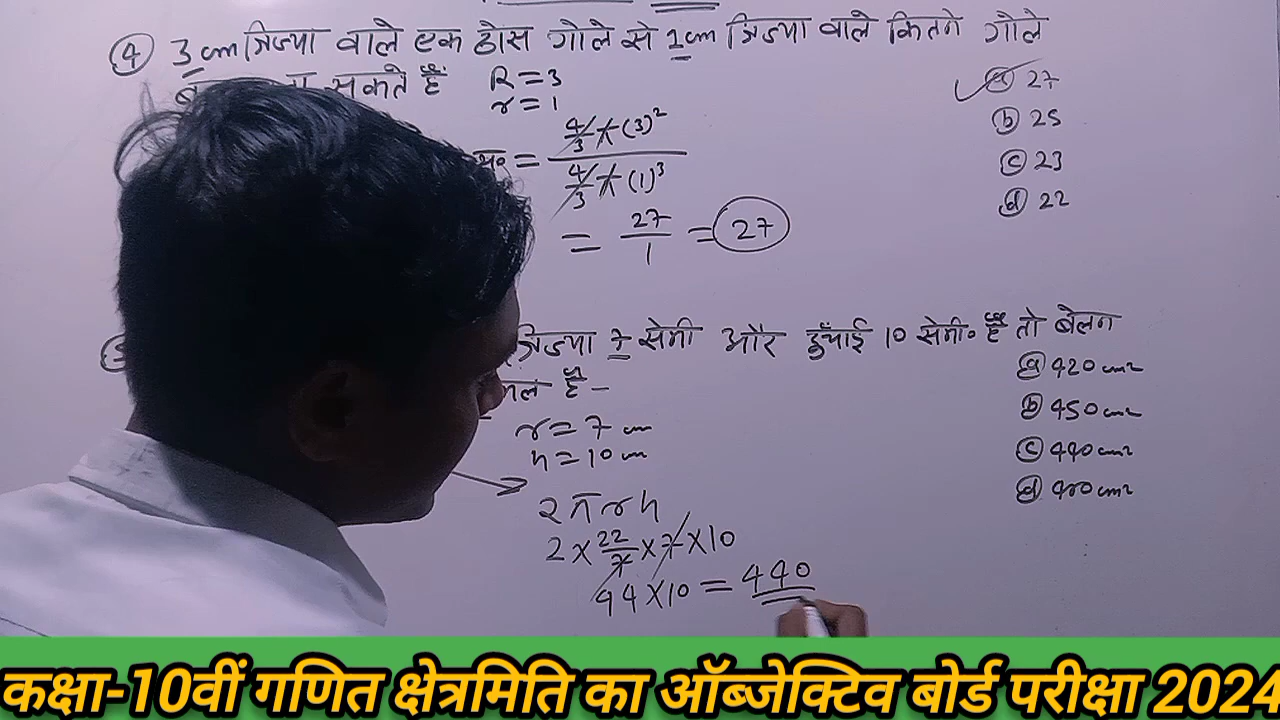 ④ 3 cm त्रिज्या वाले एक ठोस गोले से 1 cm त्रिज्या वाले कितने गोले
सकते हैं
R = 3
r = 1
ⓐ 27
ⓑ 25
ⓒ 23
ⓓ 22
= 4/3 π (3)²
4/3 π (1)³
= 27/1 = 27
त्रिज्या 7 सेमी और ऊँचाई 10 सेमी० है तो बेलन
है –
ⓐ 420 cm²
ⓑ 450 cm²
ⓒ 440 cm²
r = 7 cm
h = 10 cm
2πrh
2 × 22/7 × 7 × 10
44 × 10 = 440
कक्षा-10वीं गणित क्षेत्रमिति का ऑब्जेक्टिव बोर्ड परीक्षा 2024